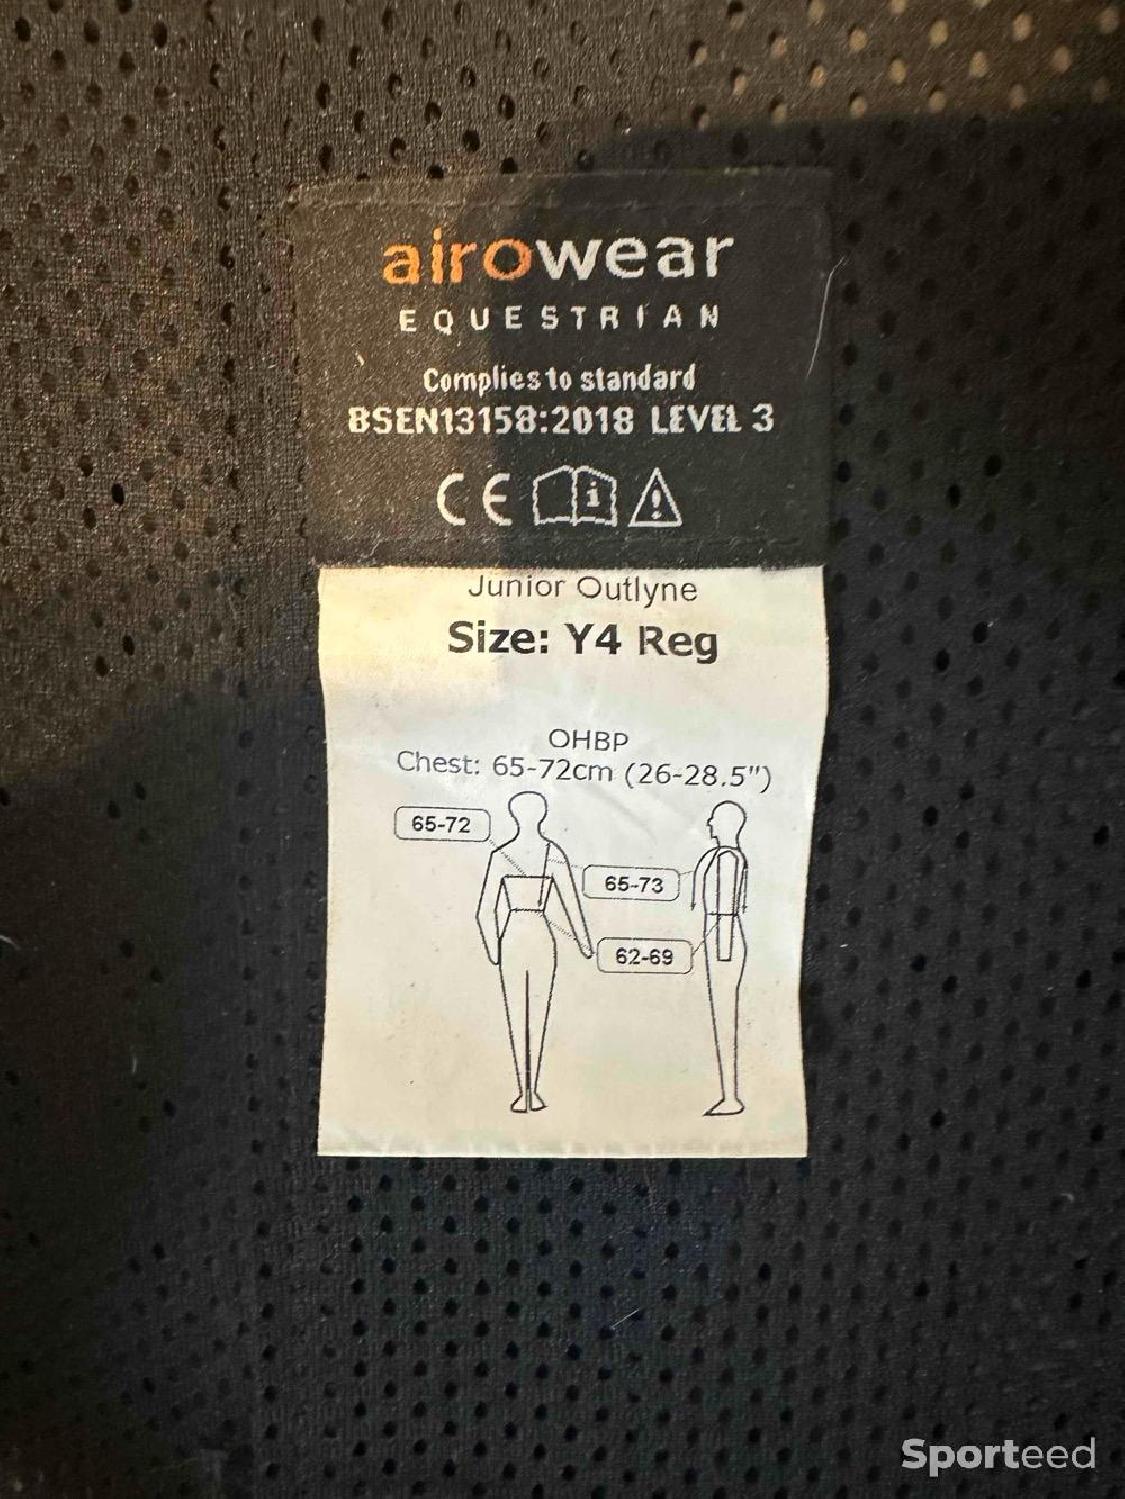 airowear
EQUESTRIAN
Complies to standard
BSEN13158:2018 LEVEL 3
CE
Junior Outlyne
Size: Y4 Reg
OHBP
Chest: 65-72cm (26-28.5")
65-72
65-73
62-69
Sporteed